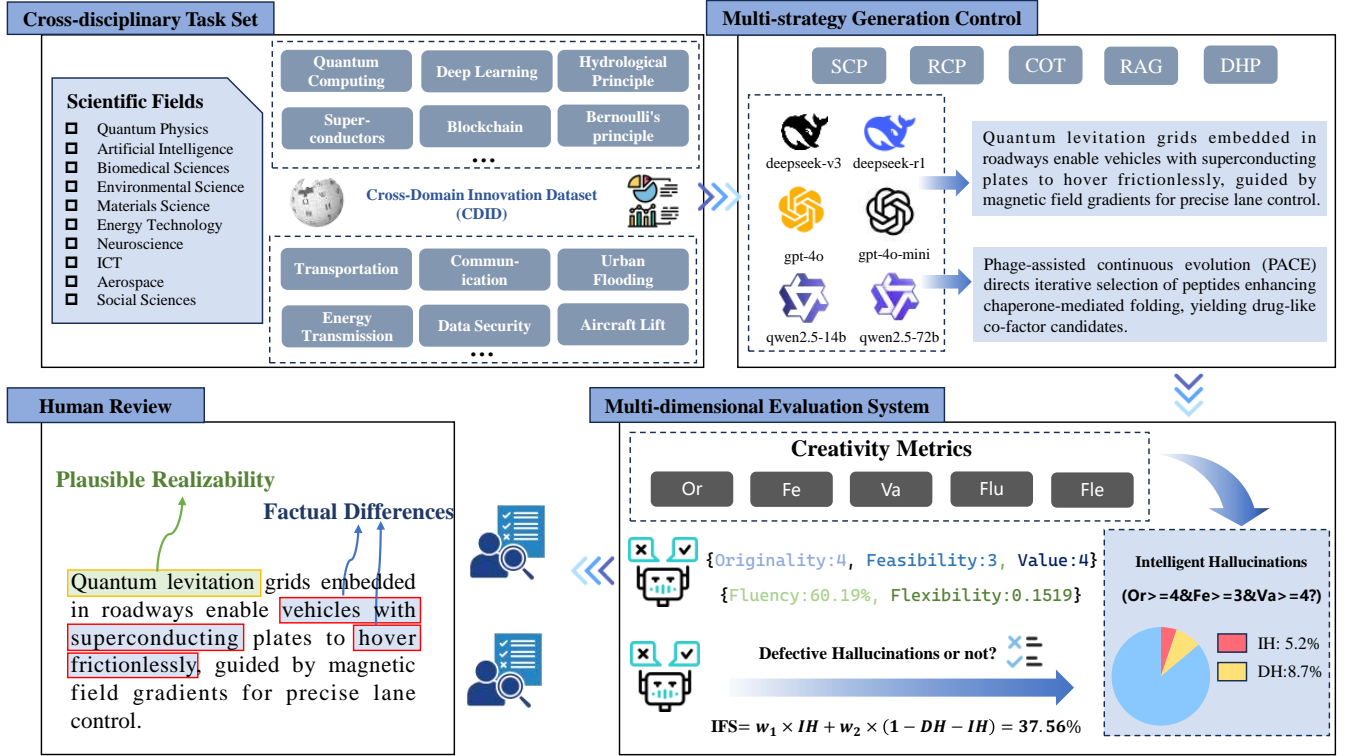 Cross-disciplinary Task Set
Scientific Fields
Quantum Physics
Artificial Intelligence
Biomedical Sciences
Environmental Science
Materials Science
Energy Technology
Neuroscience
ICT
Aerospace
Social Sciences
Quantum
Computing
Deep Learning
Hydrological
Principle
Super-
conductors
Blockchain
Bernoulli's
principle
...
Cross-Domain Innovation Dataset
(CDID)
Transportation
Commun-
ication
Urban
Flooding
Energy
Transmission
Data Security
Aircraft Lift
...
Multi-strategy Generation Control
SCP
RCP
COT
RAG
DHP
deepseek-v3
deepseek-r1
gpt-4o
gpt-4o-mini
qwen2.5-14b
qwen2.5-72b
Quantum levitation grids embedded in
roadways enable vehicles with superconducting
plates to hover frictionlessly, guided by
magnetic field gradients for precise lane control.
Phage-assisted continuous evolution (PACE)
directs iterative selection of peptides enhancing
chaperone-mediated folding, yielding drug-like
co-factor candidates.
Human Review
Plausible Realizability
Factual Differences
Quantum levitation grids embedded
in roadways enable vehicles with
superconducting plates to hover
frictionlessly, guided by magnetic
field gradients for precise lane
control.
Multi-dimensional Evaluation System
Creativity Metrics
Or
Fe
Va
Flu
Fle
{Originality:4, Feasibility:3, Value:4}
{Fluency:60.19%, Flexibility:0.1519}
Defective Hallucinations or not?
IFS= w₁ × IH + w₂ × (1 − DH − IH) = 37.56%
Intelligent Hallucinations
(Or>=4&Fe>=3&Va>=4?)
IH: 5.2%
DH:8.7%